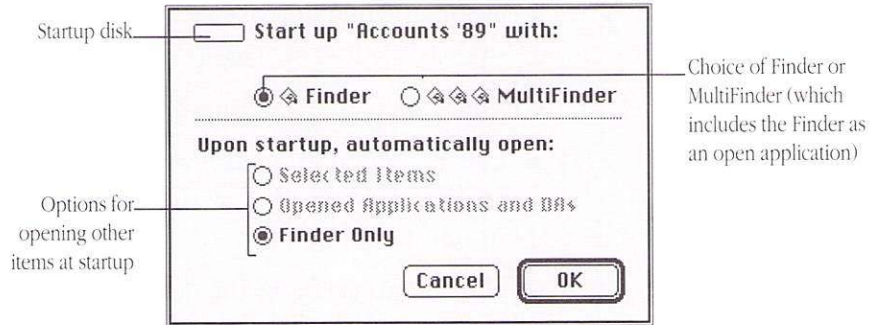 Startup disk
Start up "Accounts '89" with:
Finder
MultiFinder
Choice of Finder or
MultiFinder (which
includes the Finder as
an open application)
Upon startup, automatically open:
Selected Items
Opened Applications and DAs
Finder Only
Options for
opening other
items at startup
Cancel
OK